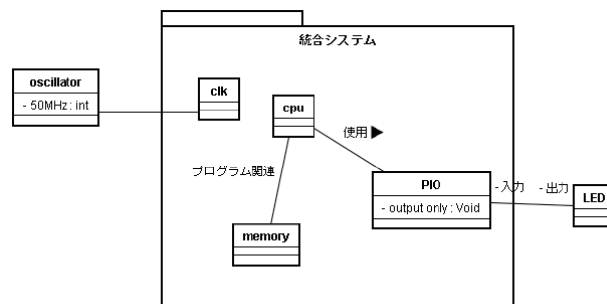 統合システム
oscillator
- 50MHz : int
clk
cpu
使用 ▶
プログラム関連
PIO
- output only : Void
- 入力
- 出力
LED
memory